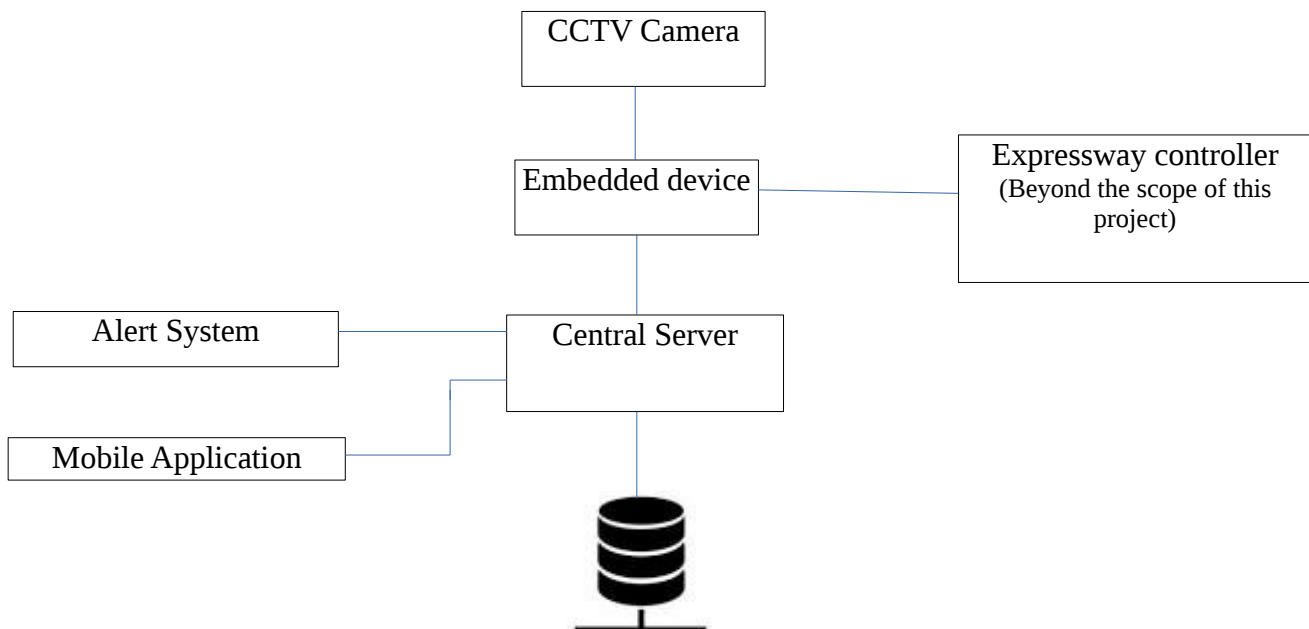 CCTV Camera
Embedded device
Expressway controller
(Beyond the scope of this
project)
Alert System
Central Server
Mobile Application